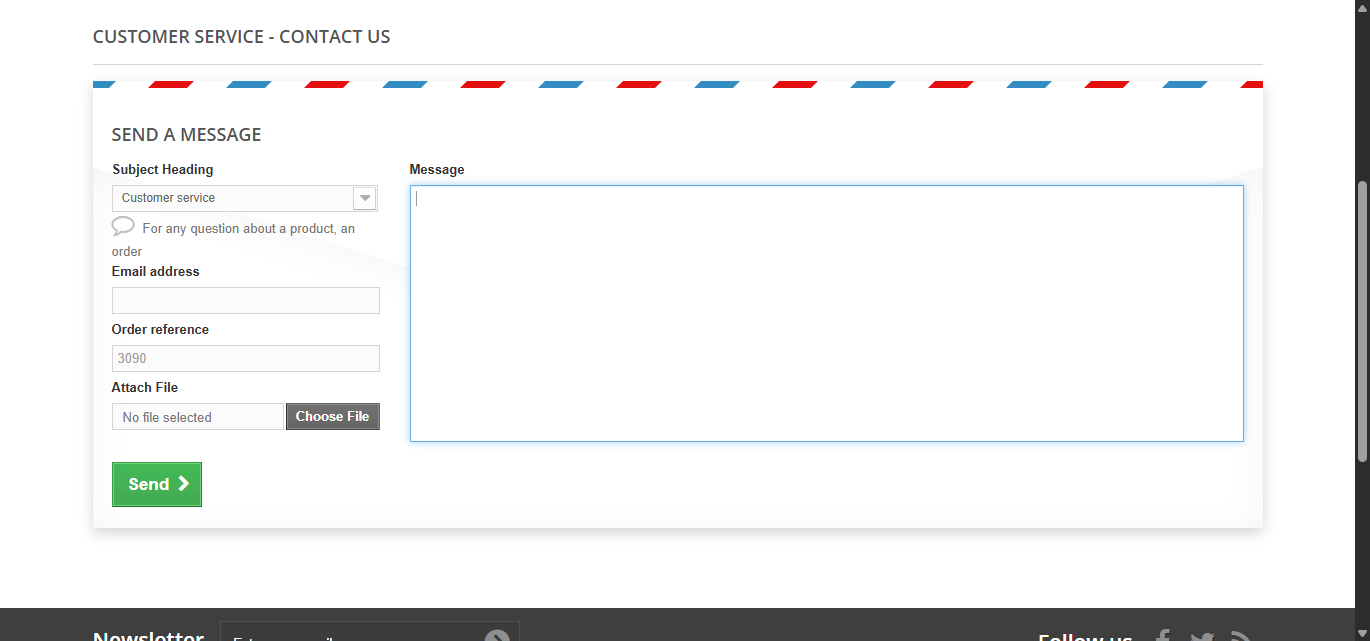 CUSTOMER SERVICE - CONTACT US
SEND A MESSAGE
Subject Heading
Customer service
For any question about a product, an
order
Email address
Order reference
3090
Attach File
No file selected
Choose File
Send
Message
Newsletter
Follow us